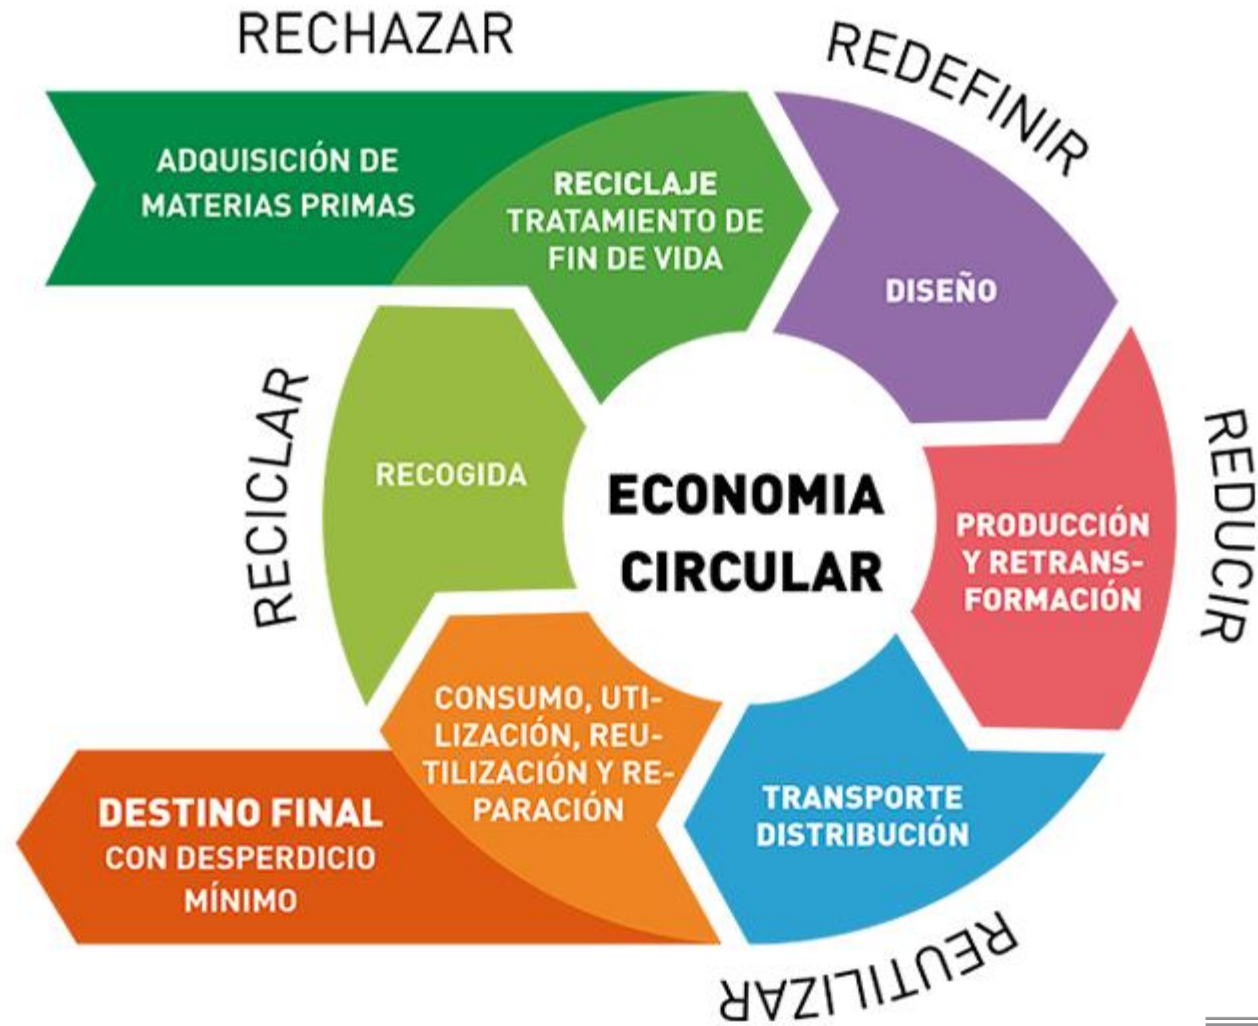 RECHAZAR
REDEFINIR
ADQUISICIÓN DE
MATERIAS PRIMAS
RECICLAJE
TRATAMIENTO DE
FIN DE VIDA
DISEÑO
REDUCIR
PRODUCCIÓN
Y RETRANS-
FORMACIÓN
ECONOMIA
CIRCULAR
RECOGIDA
RECICLAR
CONSUMO, UTI-
LIZACIÓN, REU-
TILIZACIÓN Y RE-
PARACIÓN
TRANSPORTE
DISTRIBUCIÓN
REUTILIZAR
DESTINO FINAL
CON DESPERDICIO
MÍNIMO